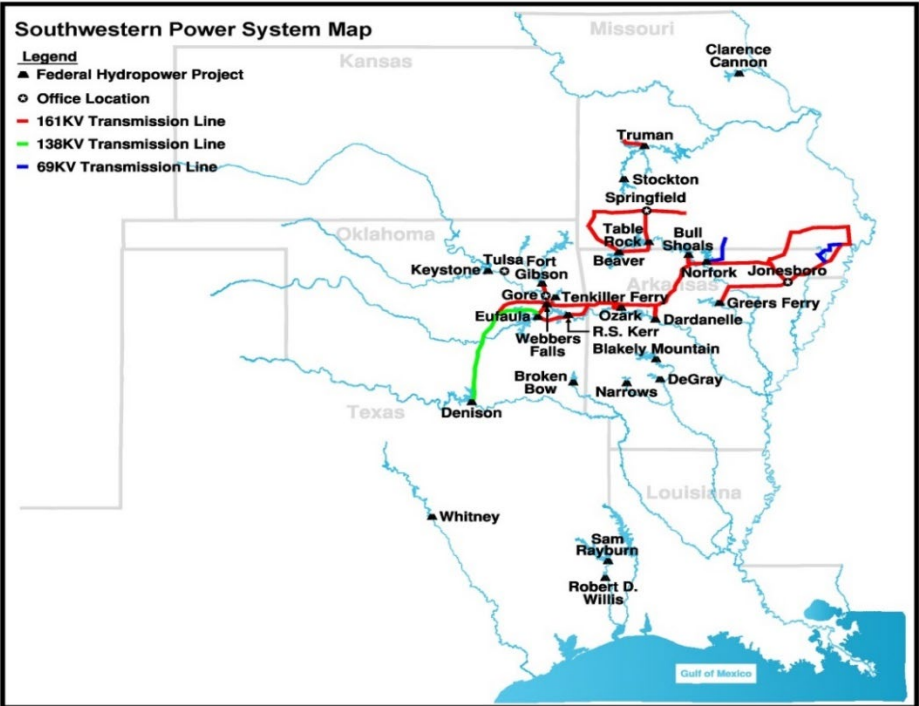 Southwestern Power System Map
Legend
Federal Hydropower Project
Office Location
161KV Transmission Line
138KV Transmission Line
69KV Transmission Line
Missouri
Kansas
Clarence
Cannon
Truman
Stockton
Springfield
Table
Rock
Bull
Shoals
Beaver
Norfork
Jonesboro
Arkansas
Oklahoma
Keystone
Tulsa
Fort
Gibson
Gore
Tenkiller Ferry
Greers Ferry
Eufaula
Ozark
Dardanelle
R.S. Kerr
Webbers
Falls
Blakely Mountain
Broken
Bow
DeGray
Narrows
Texas
Denison
Louisiana
Whitney
Sam
Rayburn
Robert D.
Willis
Gulf of Mexico